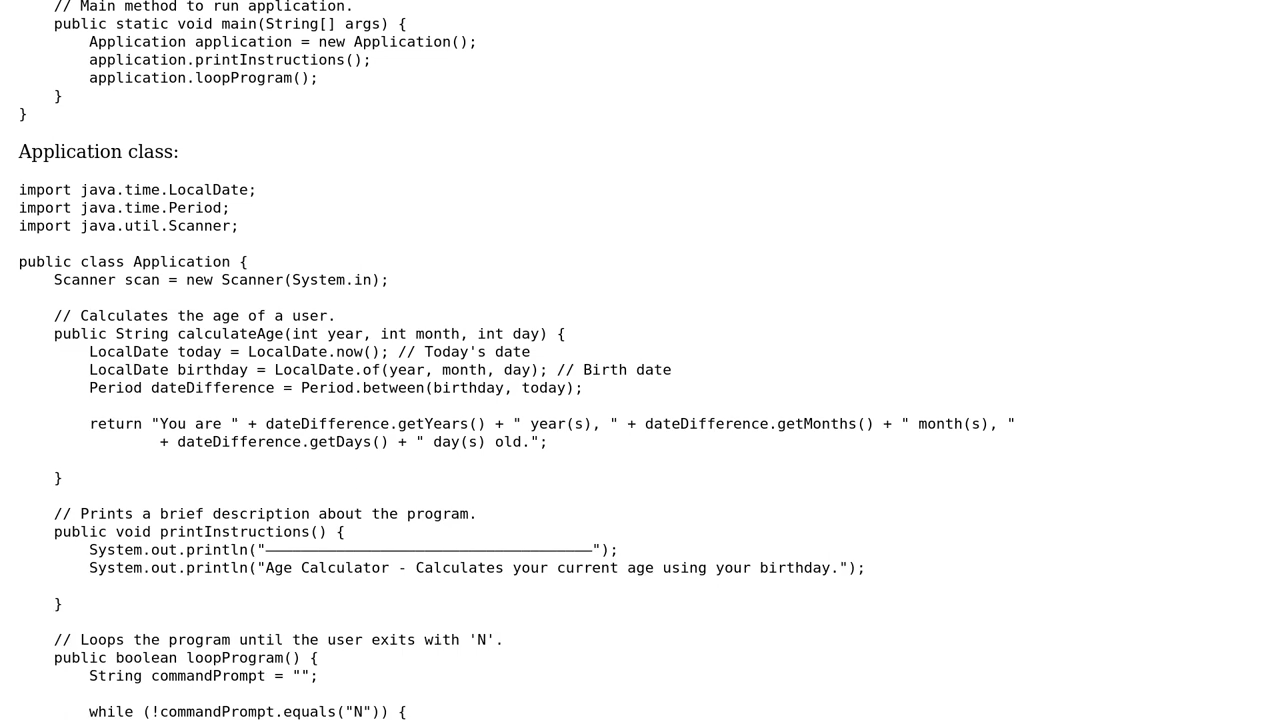 // Main method to run application.
    public static void main(String[] args) {
        Application application = new Application();
        application.printInstructions();
        application.loopProgram();
    }
}
Application class:
import java.time.LocalDate;
import java.time.Period;
import java.util.Scanner;

public class Application {
    Scanner scan = new Scanner(System.in);

    // Calculates the age of a user.
    public String calculateAge(int year, int month, int day) {
        LocalDate today = LocalDate.now(); // Today's date
        LocalDate birthday = LocalDate.of(year, month, day); // Birth date
        Period dateDifference = Period.between(birthday, today);

        return "You are " + dateDifference.getYears() + " year(s), " + dateDifference.getMonths() + " month(s), "
                + dateDifference.getDays() + " day(s) old.";

    }

    // Prints a brief description about the program.
    public void printInstructions() {
        System.out.println("—————————————————————————————————————");
        System.out.println("Age Calculator - Calculates your current age using your birthday.");

    }

    // Loops the program until the user exits with 'N'.
    public boolean loopProgram() {
        String commandPrompt = "";

        while (!commandPrompt.equals("N")) {